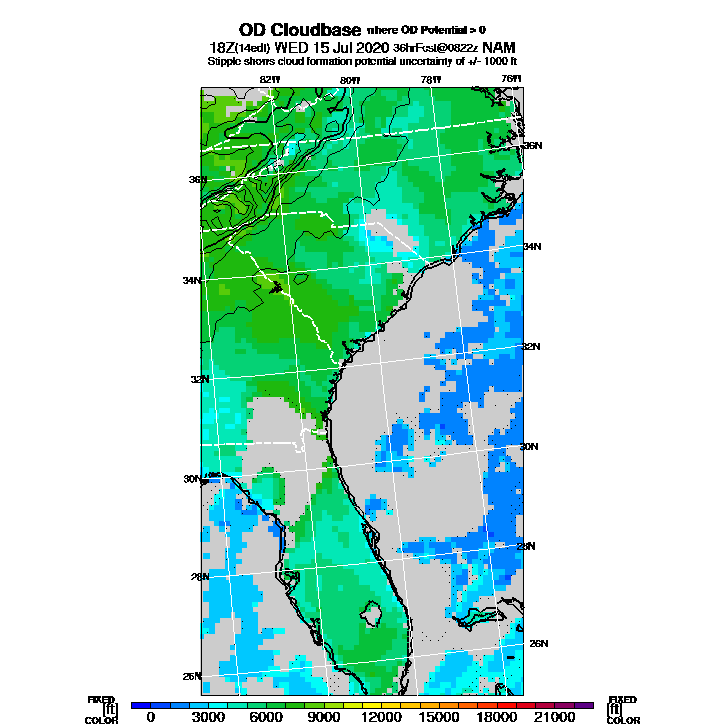 OD Cloudbase where OD Potential > 0
18Z(14edt) WED 15 Jul 2020 36hrFcst@0822z NAM
Stipple shows cloud formation potential uncertainty of +/- 1000 ft
82W 80W 78W 76W
36N
36N
34N
34N
32N
32N
30N
30N
28N
28N
26N
26N
FIXED FIXED
[ft] [ft]
COLOR 0 3000 6000 9000 12000 15000 18000 21000 COLOR